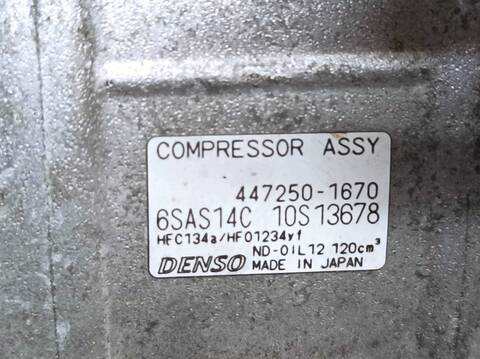 COMPRESSOR ASSY
447250-1670
6SAS14C 10S13678
HFC134a/HFO1234yf
ND-OIL12 120cm³
DENSO MADE IN JAPAN